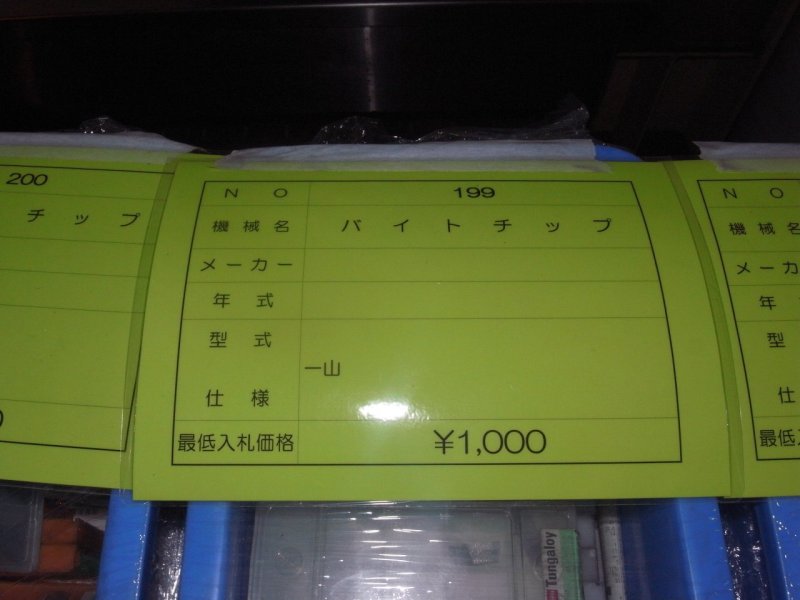 200
チップ
NO 199
機械名 バイトチップ
メーカー
年式
型式
一山
仕様
最低入札価格 ¥1,000
NO
機械名
メーカ
年
型
仕
最低
Tungaloy